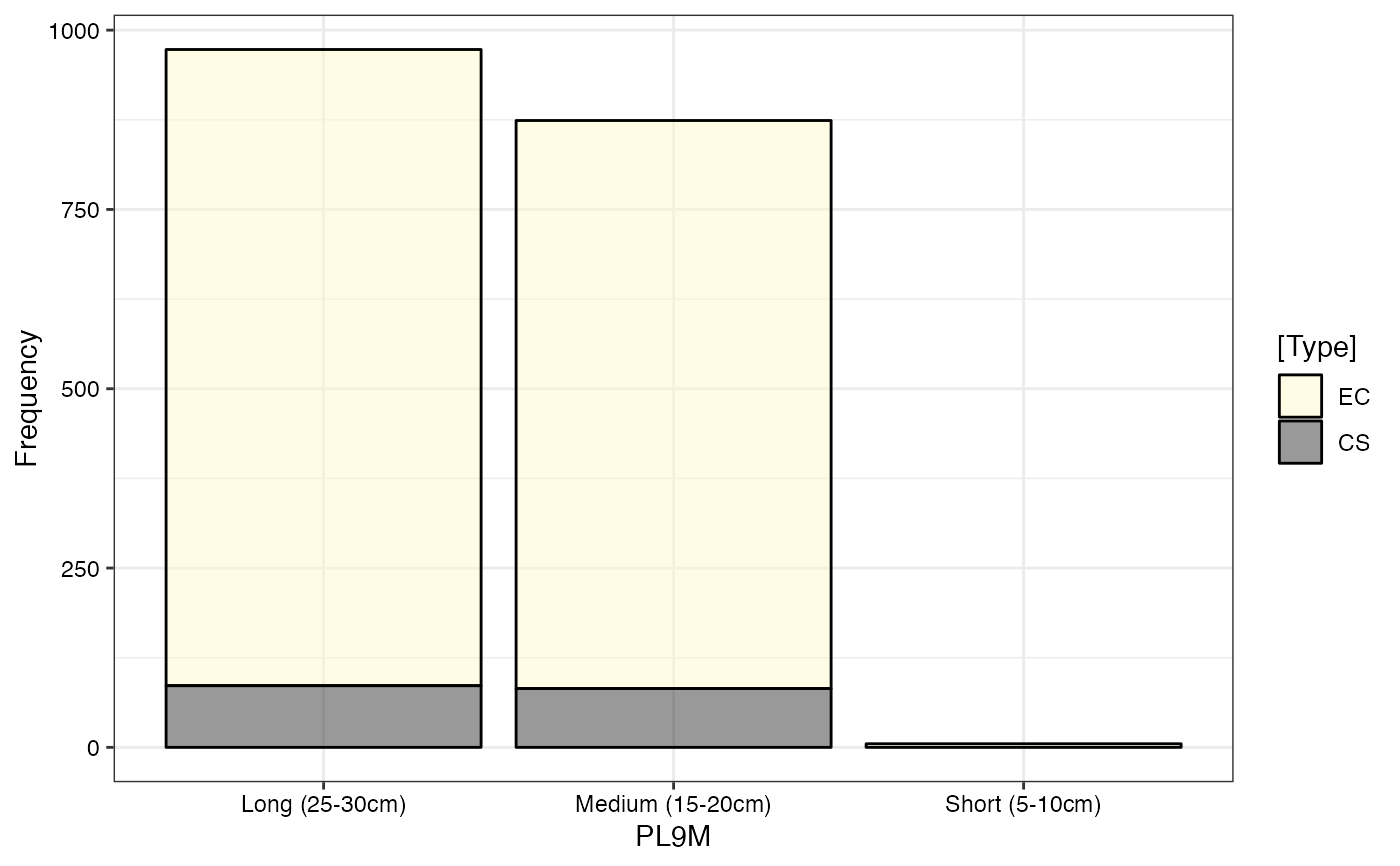 1000
750
500
250
0
Frequency
Long (25-30cm)
Medium (15-20cm)
Short (5-10cm)
PL9M
[Type]
EC
CS